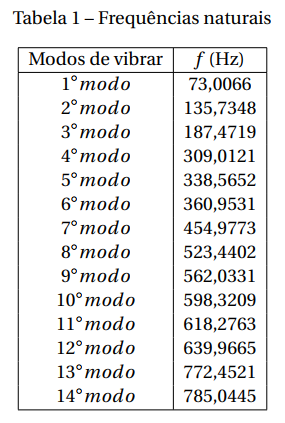 Tabela 1 – Frequências naturais
Modos de vibrar f (Hz)
1° modo 73,0066
2° modo 135,7348
3° modo 187,4719
4° modo 309,0121
5° modo 338,5652
6° modo 360,9531
7° modo 454,9773
8° modo 523,4402
9° modo 562,0331
10° modo 598,3209
11° modo 618,2763
12° modo 639,9665
13° modo 772,4521
14° modo 785,0445